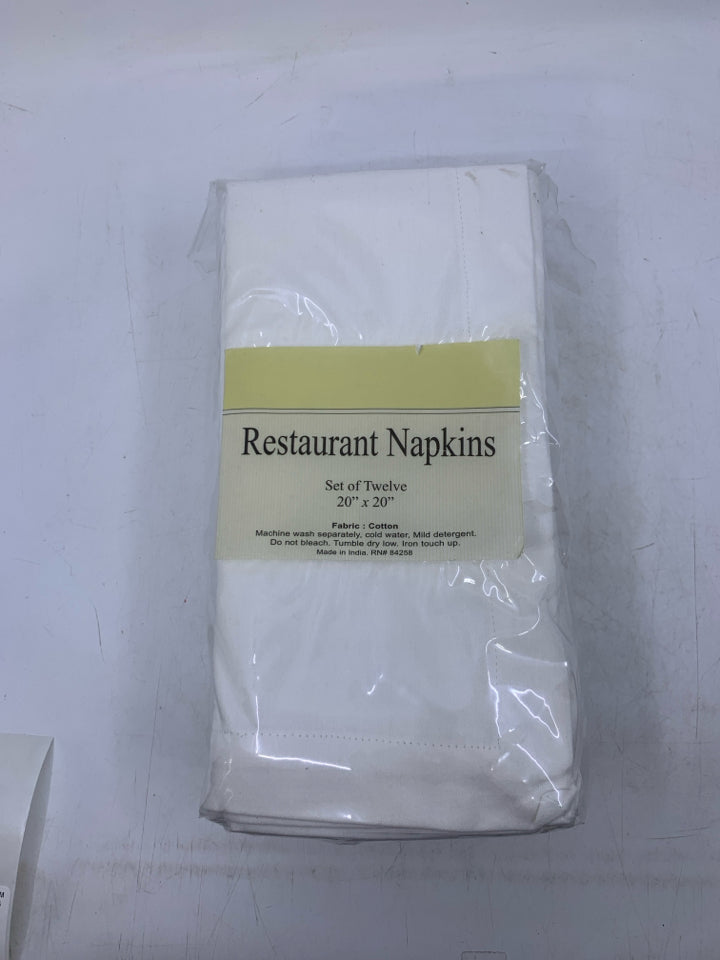 Restaurant Napkins
Set of Twelve
20” x 20”
Fabric : Cotton
Machine wash separately, cold water, Mild detergent.
Do not bleach. Tumble dry low. Iron touch up.
Made in India. RN# 84258